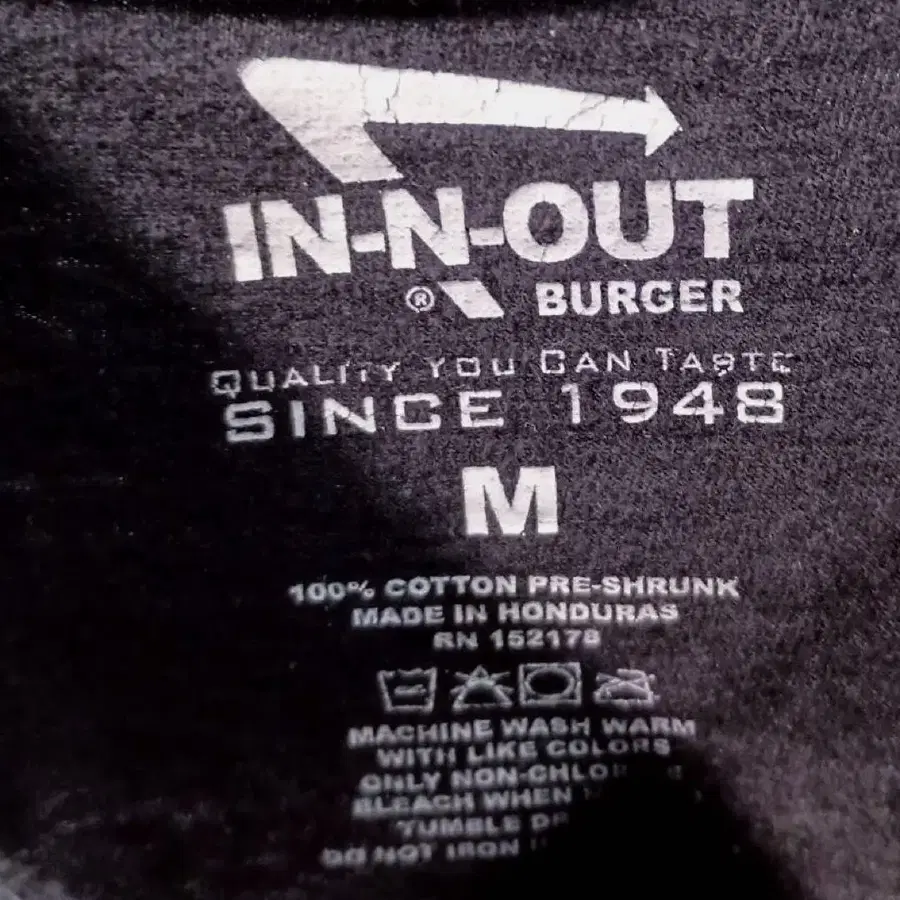 IN-N-OUT
® BURGER
QUALITY YOU CAN TASTE
SINCE 1948
M
100% COTTON PRE-SHRUNK
MADE IN HONDURAS
RN 152178
MACHINE WASH WARM
WITH LIKE COLORS
ONLY NON-CHLO
BLEACH WHEN
TUMBLE
DO NOT IRON